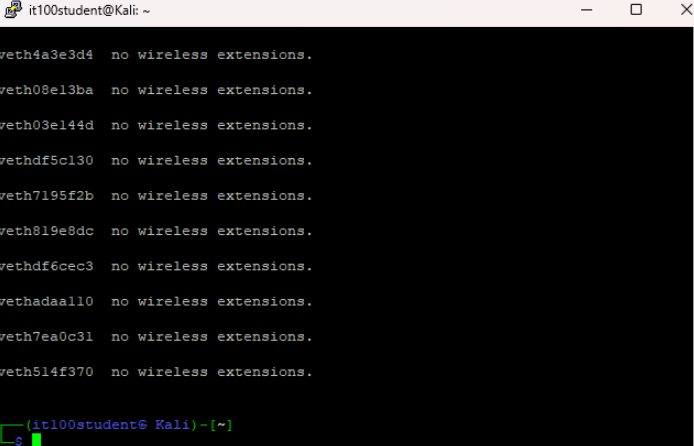 it100student@Kali: ~
veth4a3e3d4  no wireless extensions.
veth08e13ba  no wireless extensions.
veth03e144d  no wireless extensions.
vethdf5c130  no wireless extensions.
veth7195f2b  no wireless extensions.
veth819e8dc  no wireless extensions.
vethdf6cec3  no wireless extensions.
vethadaa110  no wireless extensions.
veth7ea0c31  no wireless extensions.
veth514f370  no wireless extensions.
┌──(it100student㉿ Kali)-[~]
└─$